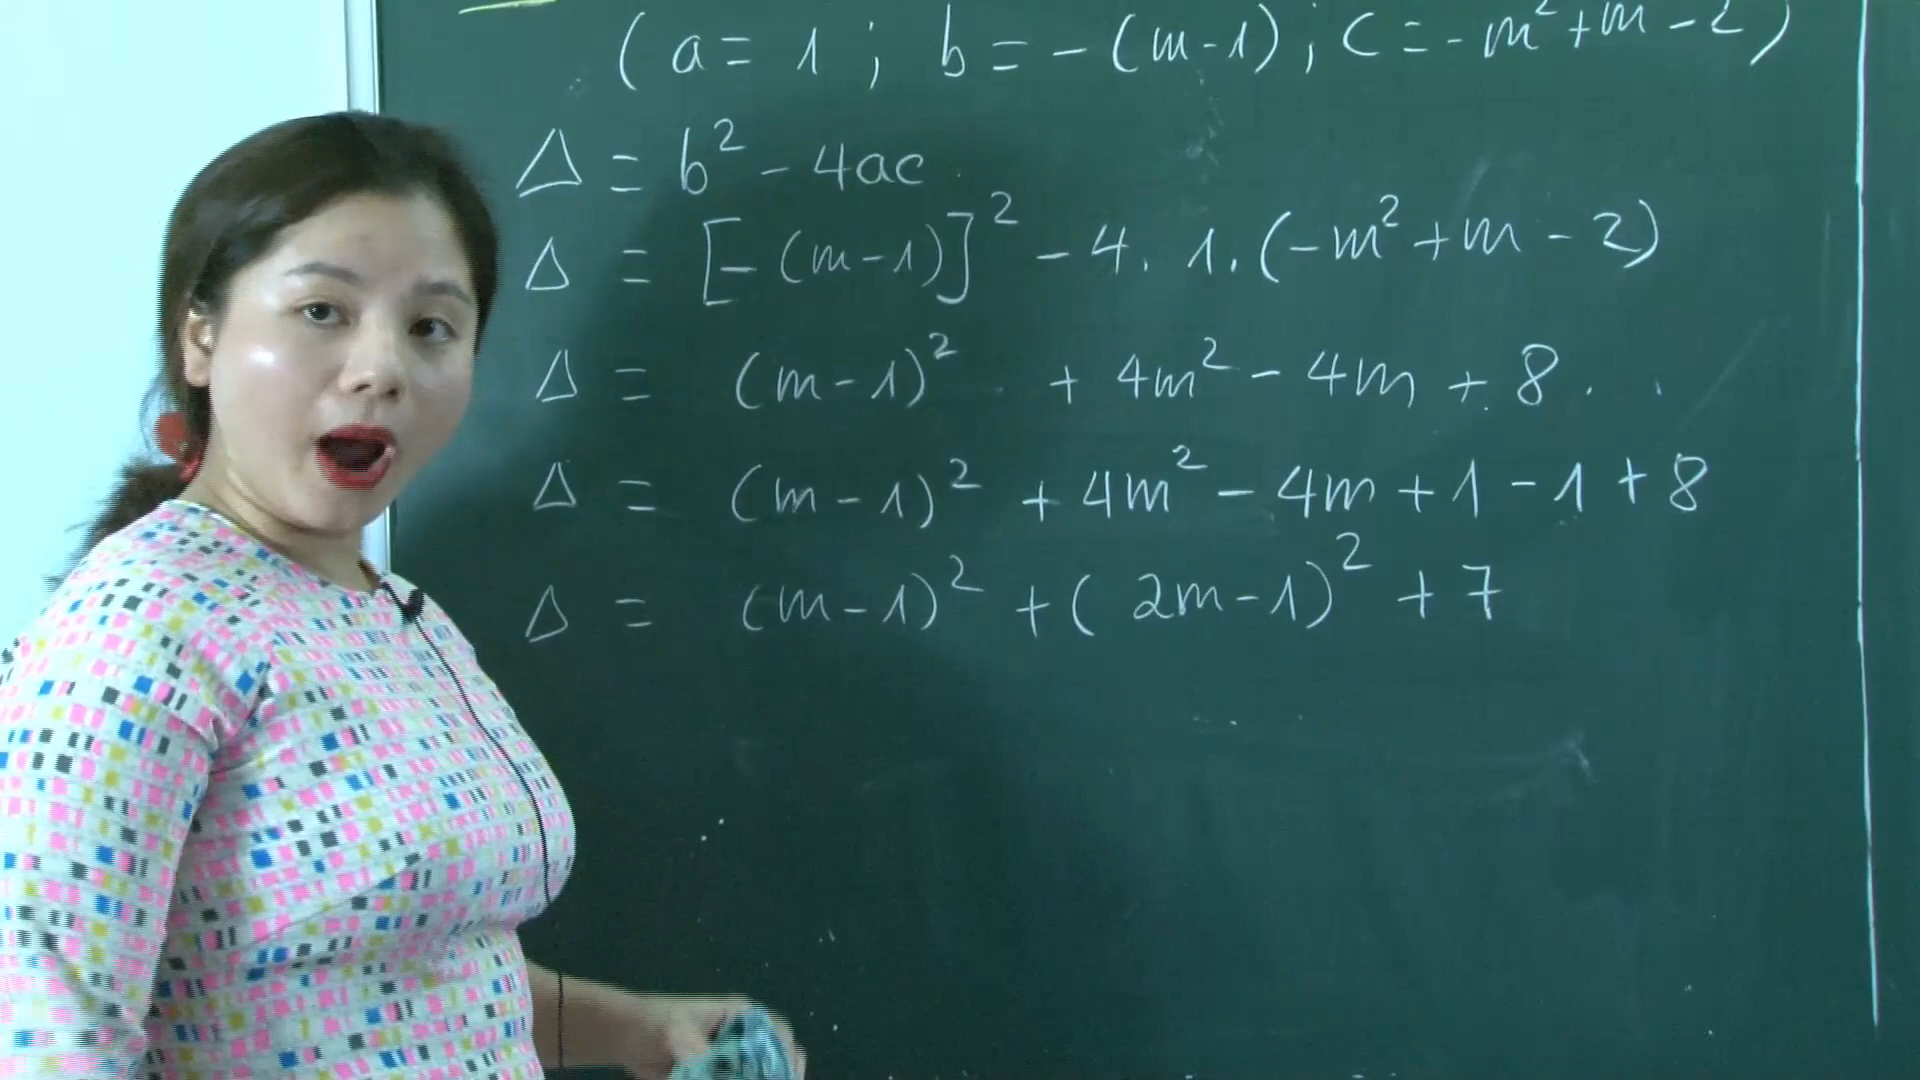 ( a = 1 ; b = - (m-1) ; c = - m² + m - 2 )
Δ = b² - 4ac
Δ = [- (m-1)]² - 4. 1. (-m² + m - 2)
Δ = (m-1)² + 4m² - 4m + 8.
Δ = (m-1)² + 4m² - 4m + 1 - 1 + 8
Δ = (m-1)² + ( 2m-1)² + 7